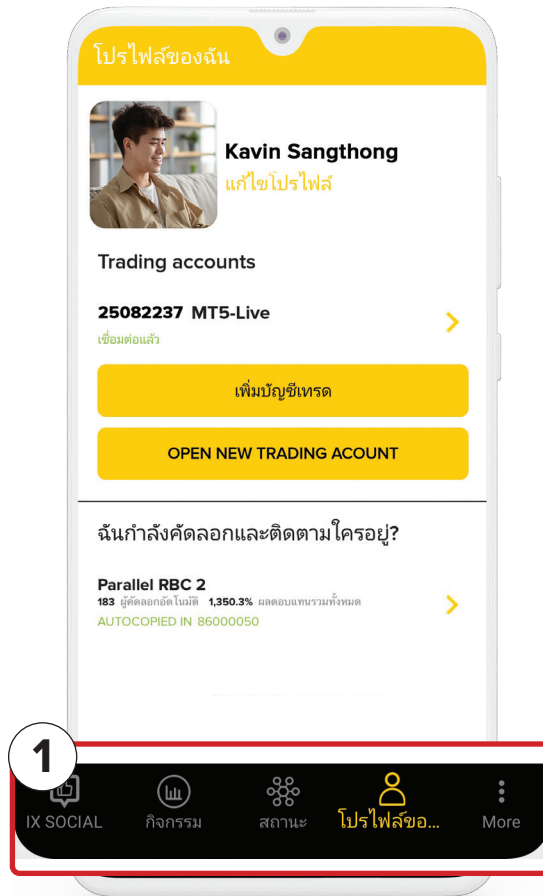 โปรไฟล์ของฉัน
Kavin Sangthong
แก้ไขโปรไฟล์
Trading accounts
25082237 MT5-Live
เชื่อมต่อแล้ว
เพิ่มบัญชีเทรด
OPEN NEW TRADING ACOUNT
ฉันกำลังคัดลอกและติดตามใครอยู่?
Parallel RBC 2
183 ผู้คัดลอกอัตโนมัติ 1,350.3% ผลตอบแทนรวมทั้งหมด
AUTOCOPIED IN 86000050
1
IX SOCIAL กิจกรรม สถานะ โปรไฟล์ขอ... More